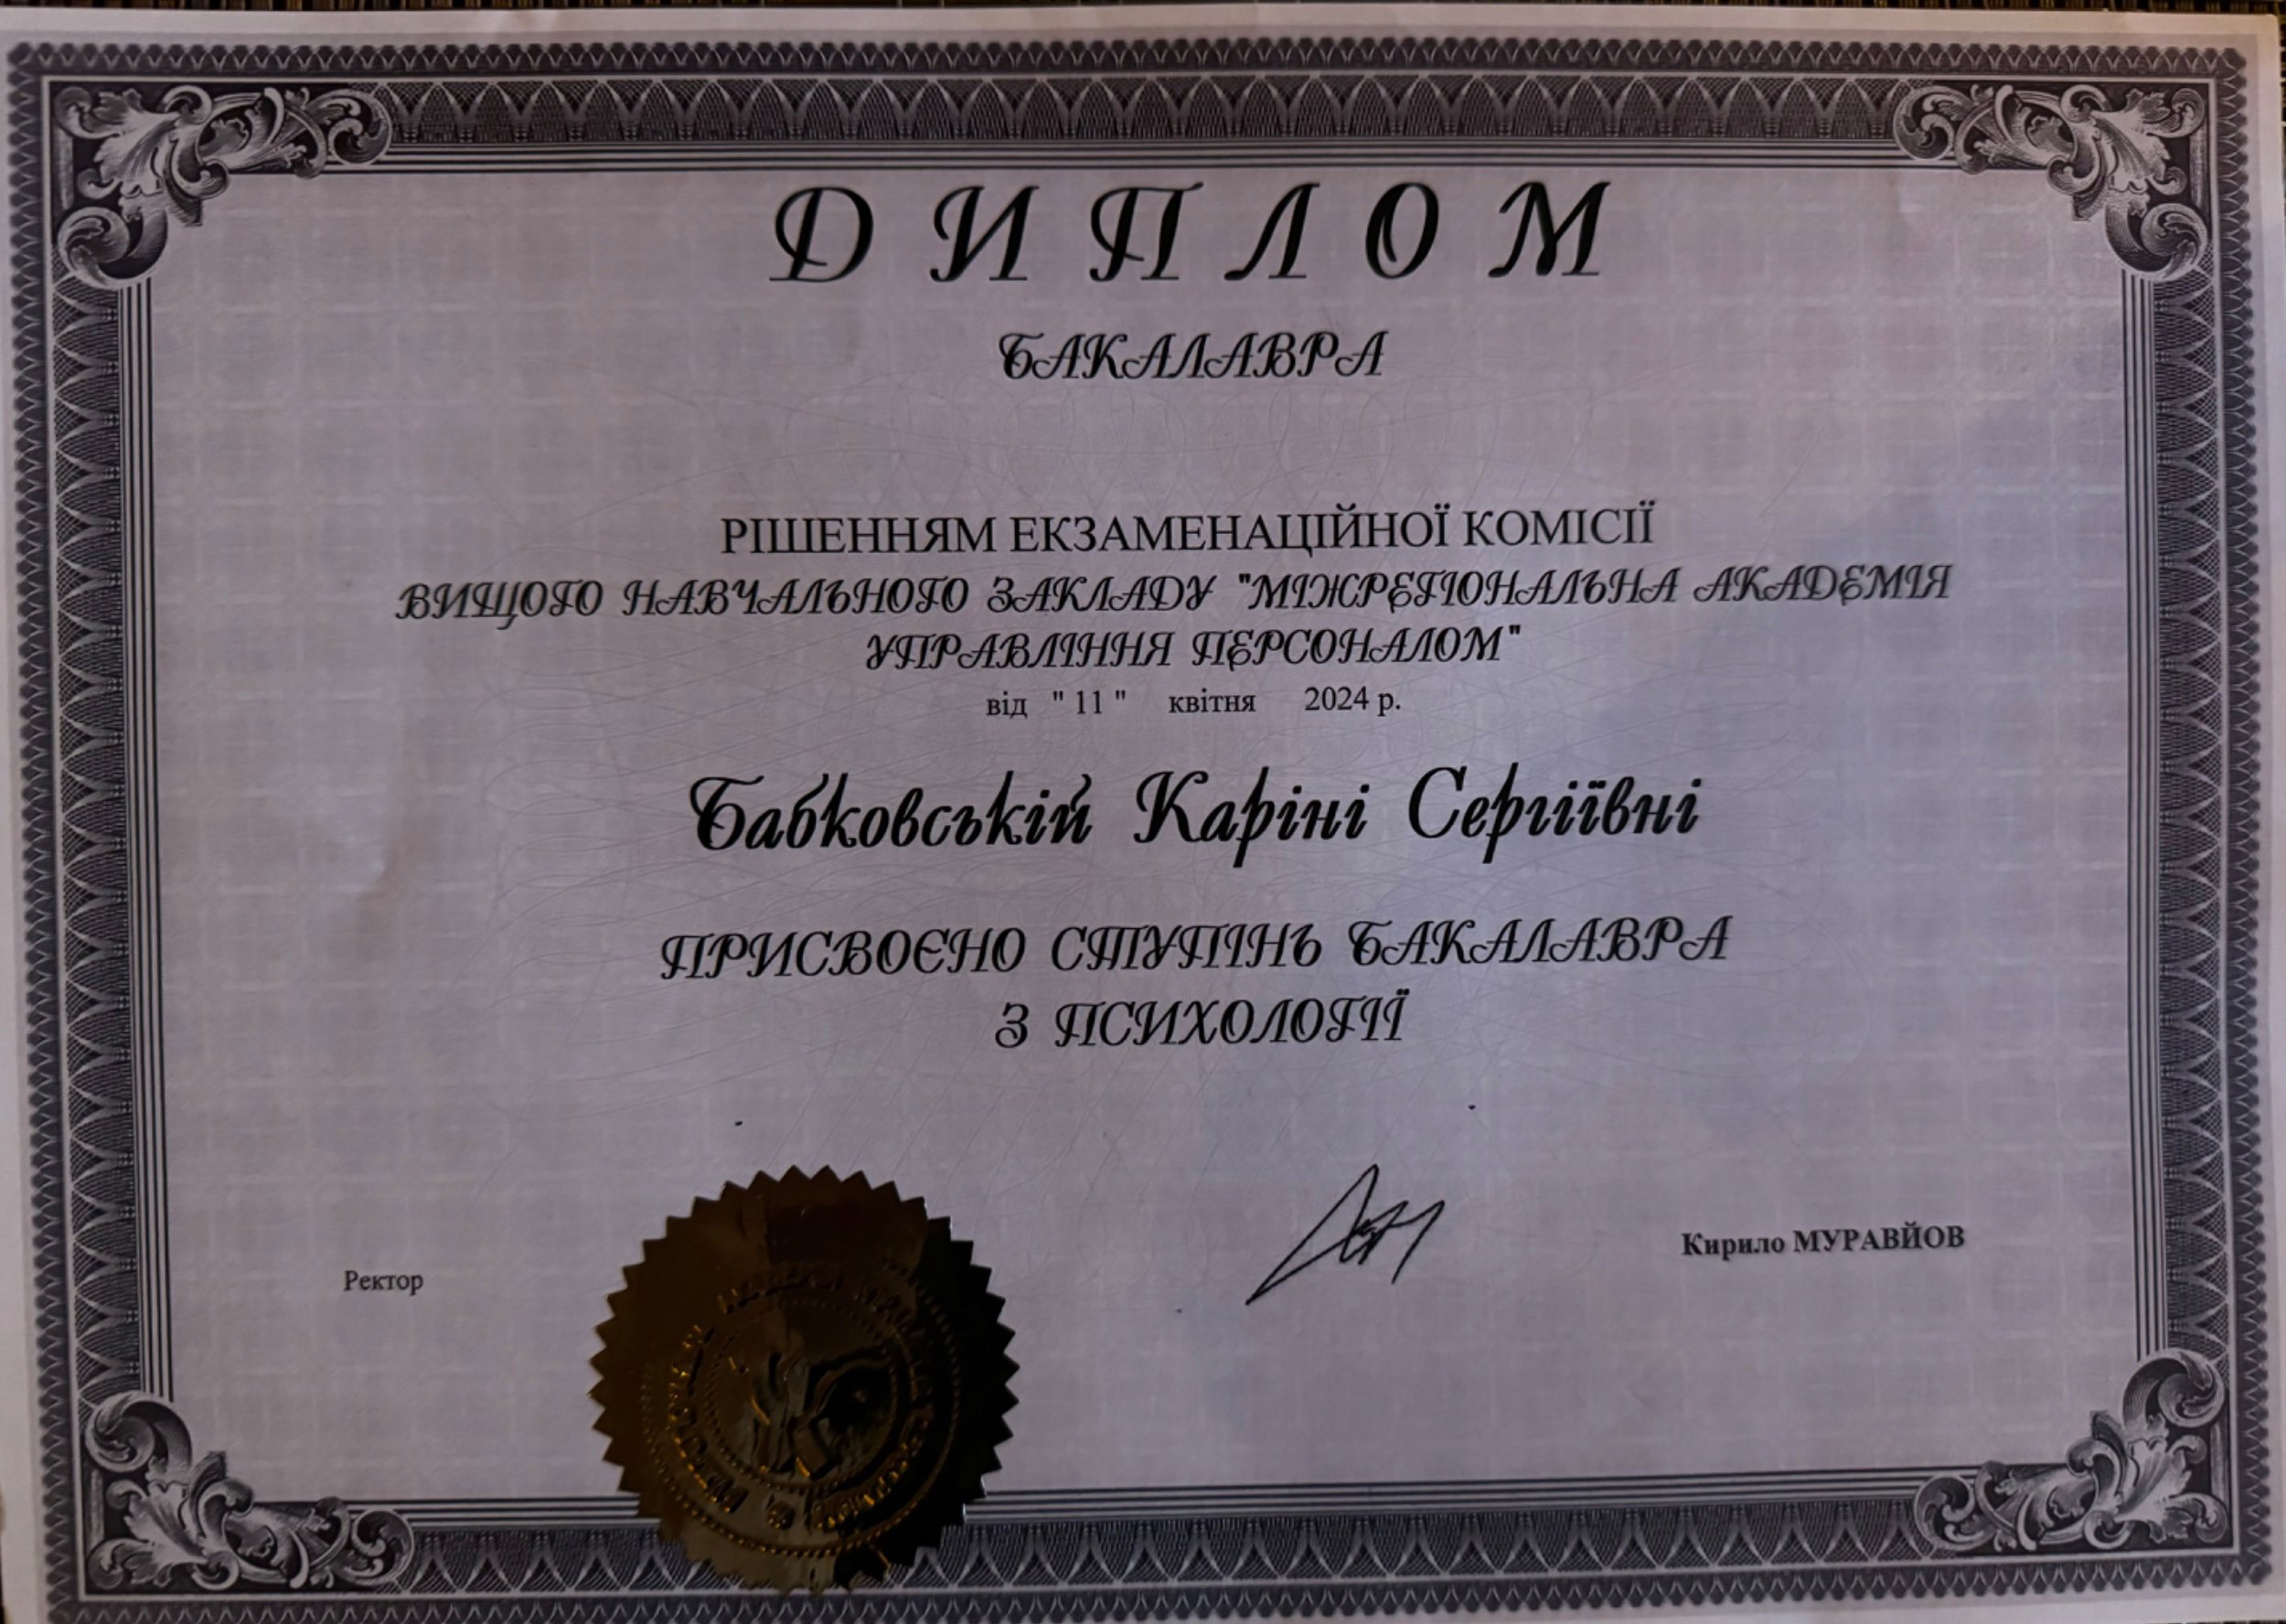 ДИПЛОМ
БАКАЛАВРА
РІШЕННЯМ ЕКЗАМЕНАЦІЙНОЇ КОМІСІЇ
ВИЩОГО НАВЧАЛЬНОГО ЗАКЛАДУ "МІЖРЕГІОНАЛЬНА АКАДЕМІЯ
УПРАВЛІННЯ ПЕРСОНАЛОМ"
від " 11 " квітня 2024 р.
Бабковській Каріні Сергіївні
ПРИСВОЄНО СТУПІНЬ БАКАЛАВРА
З ПСИХОЛОГІЇ
Ректор
Кирило МУРАВЙОВ